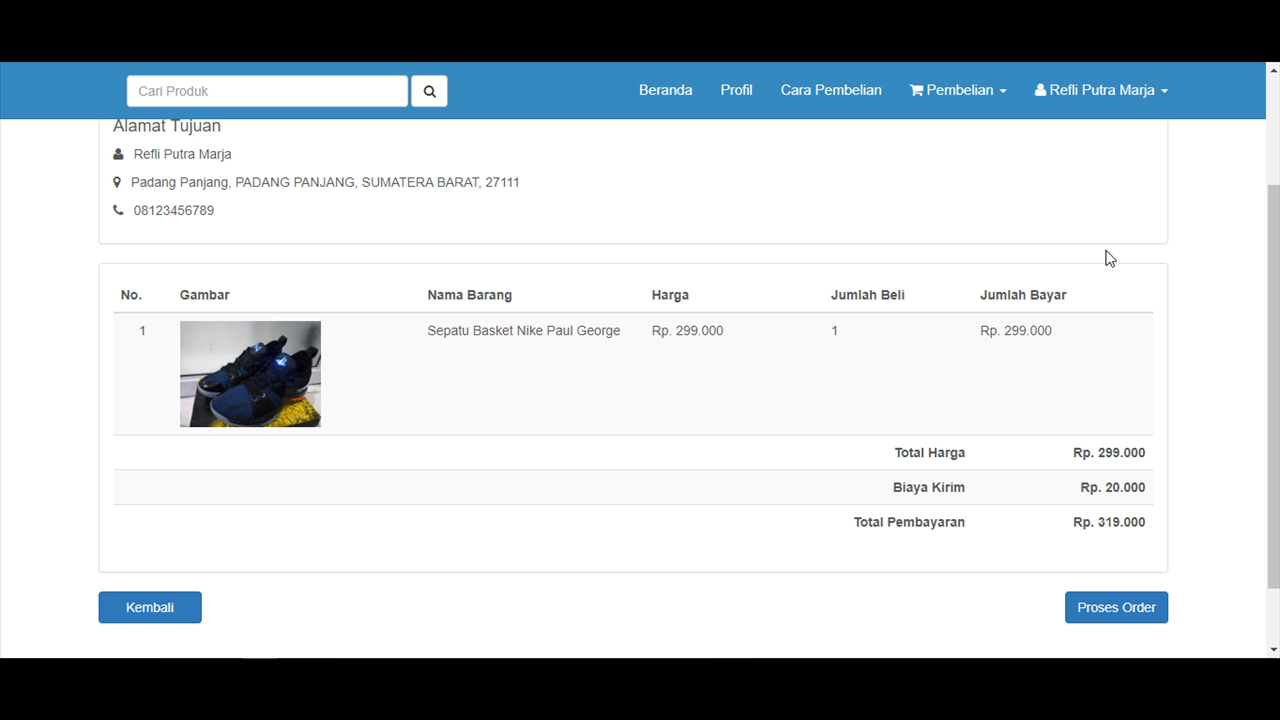 Cari Produk
Beranda
Profil
Cara Pembelian
Pembelian
Refli Putra Marja
Alamat Tujuan
Refli Putra Marja
Padang Panjang, PADANG PANJANG, SUMATERA BARAT, 27111
08123456789
No. Gambar Nama Barang Harga Jumlah Beli Jumlah Bayar
1 Sepatu Basket Nike Paul George Rp. 299.000 1 Rp. 299.000
Total Harga Rp. 299.000
Biaya Kirim Rp. 20.000
Total Pembayaran Rp. 319.000
Kembali
Proses Order